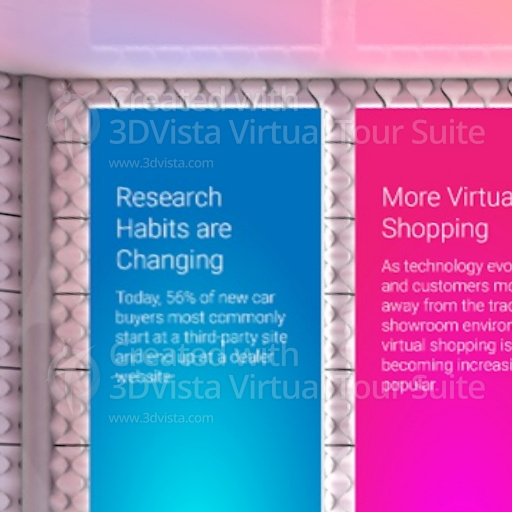 Created with
3DVista Virtual Tour Suite
www.3dvista.com
Research
Habits are
Changing
Today, 56% of new car
buyers most commonly
start at a third-party site
and end up at a dealer
website.
More Virtua
Shopping
As technology evo
and customers mo
away from the trad
showroom environ
virtual shopping is
becoming increasi
popular.
Created with
3DVista Virtual Tour Suite
www.3dvista.com